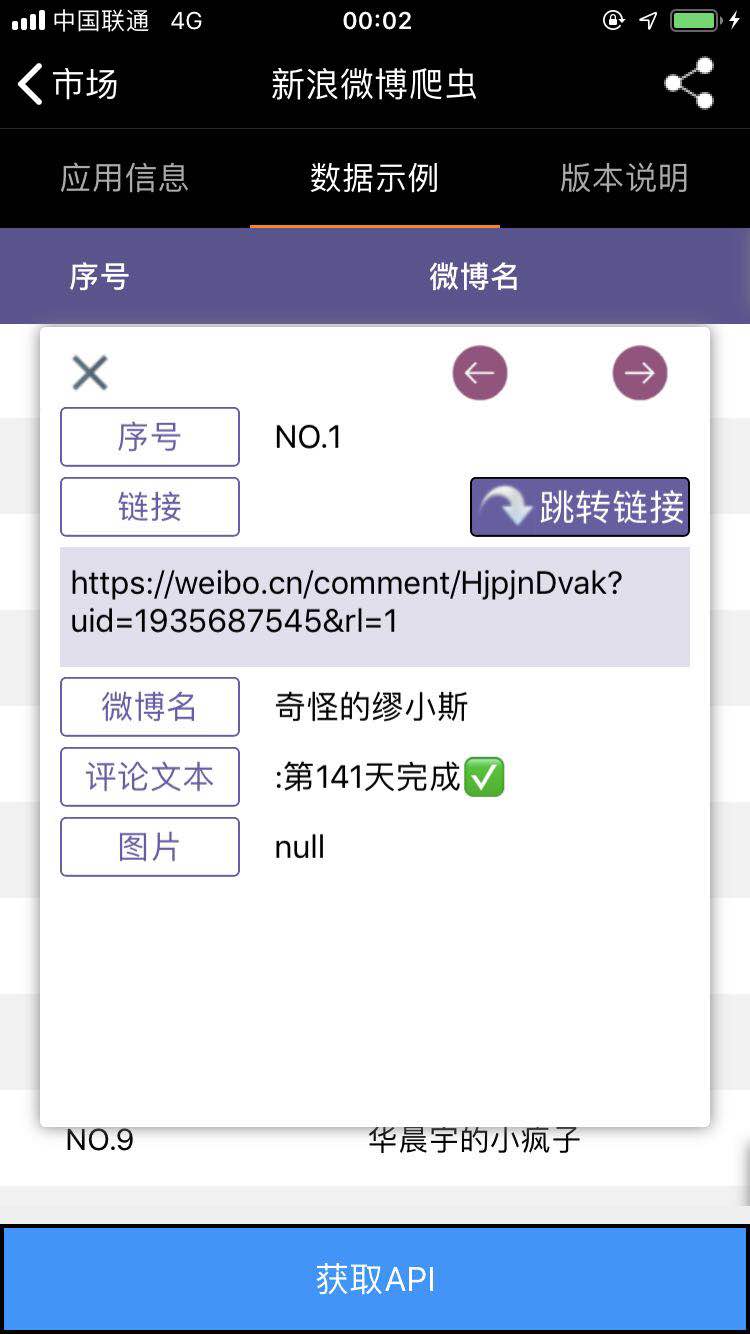 中国联通 4G 00:02
市场 新浪微博爬虫
应用信息 数据示例 版本说明
序号 微博名
序号 NO.1
链接 跳转链接
https://weibo.cn/comment/HjpjnDvak?
uid=1935687545&rl=1
微博名 奇怪的缪小斯
评论文本 :第141天完成✅
图片 null
NO.9 华晨宇的小疯子
获取API